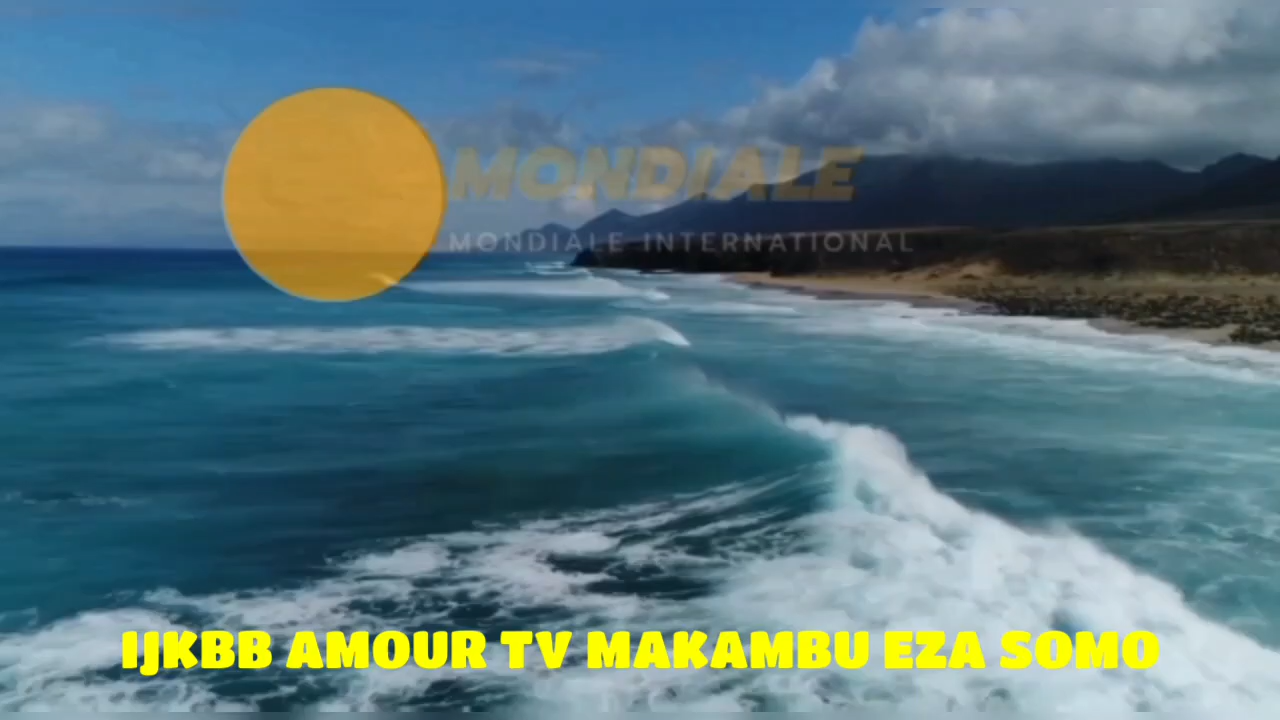 MONDIALE
MONDIALE INTERNATIONAL
IJKBB AMOUR TV MAKAMBU EZA SOMO